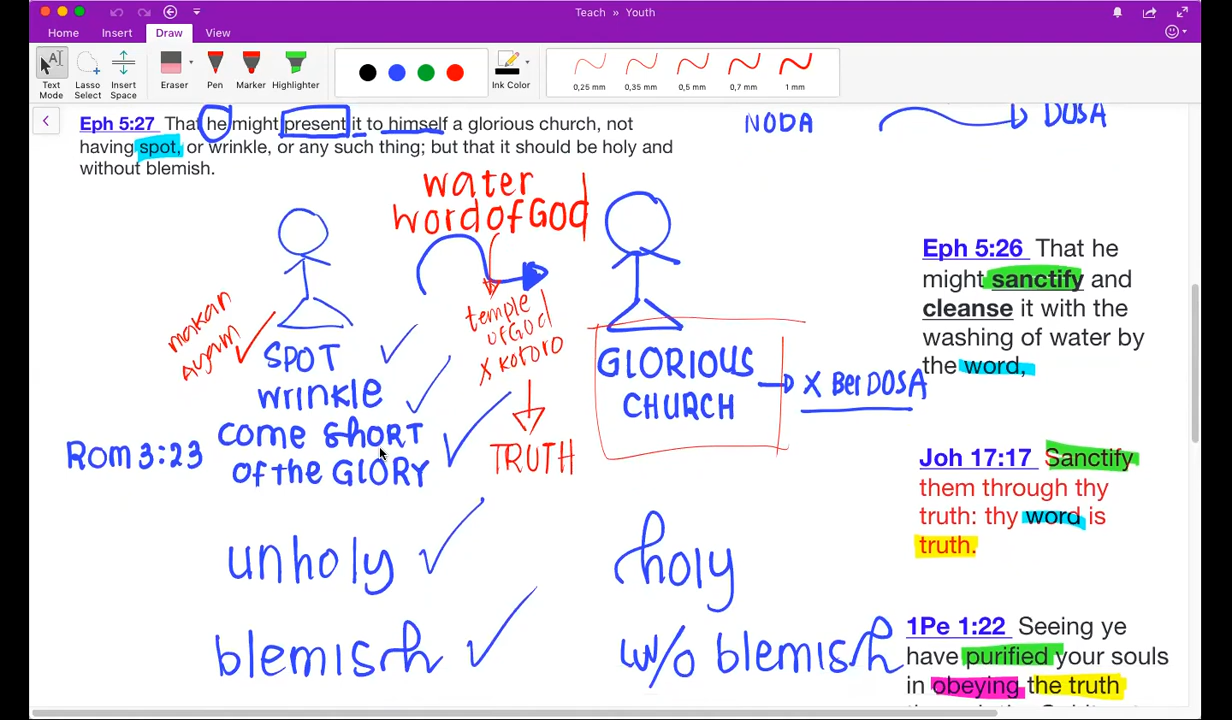 Teach » Youth
Home Insert Draw View
Text Mode
Lasso Select
Insert Space
Eraser
Pen
Marker
Highlighter
Ink Color
0,25 mm
0,35 mm
0,5 mm
0,7 mm
1 mm
Eph 5:27 That he might present it to himself a glorious church, not
having spot, or wrinkle, or any such thing; but that it should be holy and
without blemish.
NODA
DOSA
water
word of GOD
temple
of God
X Kotoro
TRUTH
makan
Ayam
SPOT
wrinkle
come short
of the GLORY
Rom 3:23
unholy
blemish
GLORIOUS
CHURCH
X Ber DOSA
holy
w/o blemish
Eph 5:26 That he
might sanctify and
cleanse it with the
washing of water by
the word,
Joh 17:17 Sanctify
them through thy
truth: thy word is
truth.
1Pe 1:22 Seeing ye
have purified your souls
in obeying the truth